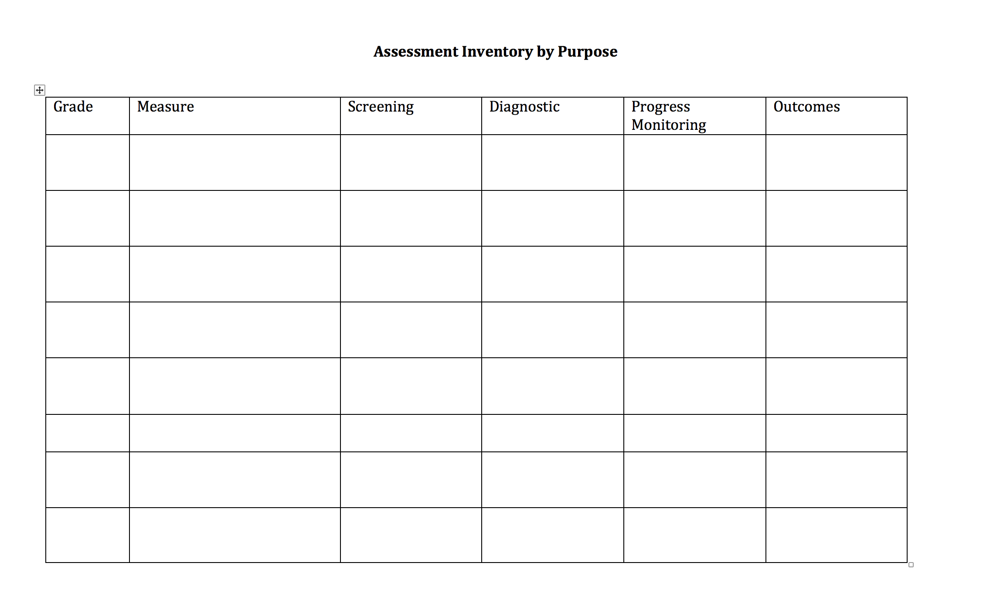 Assessment Inventory by Purpose
Grade
Measure
Screening
Diagnostic
Progress
Monitoring
Outcomes